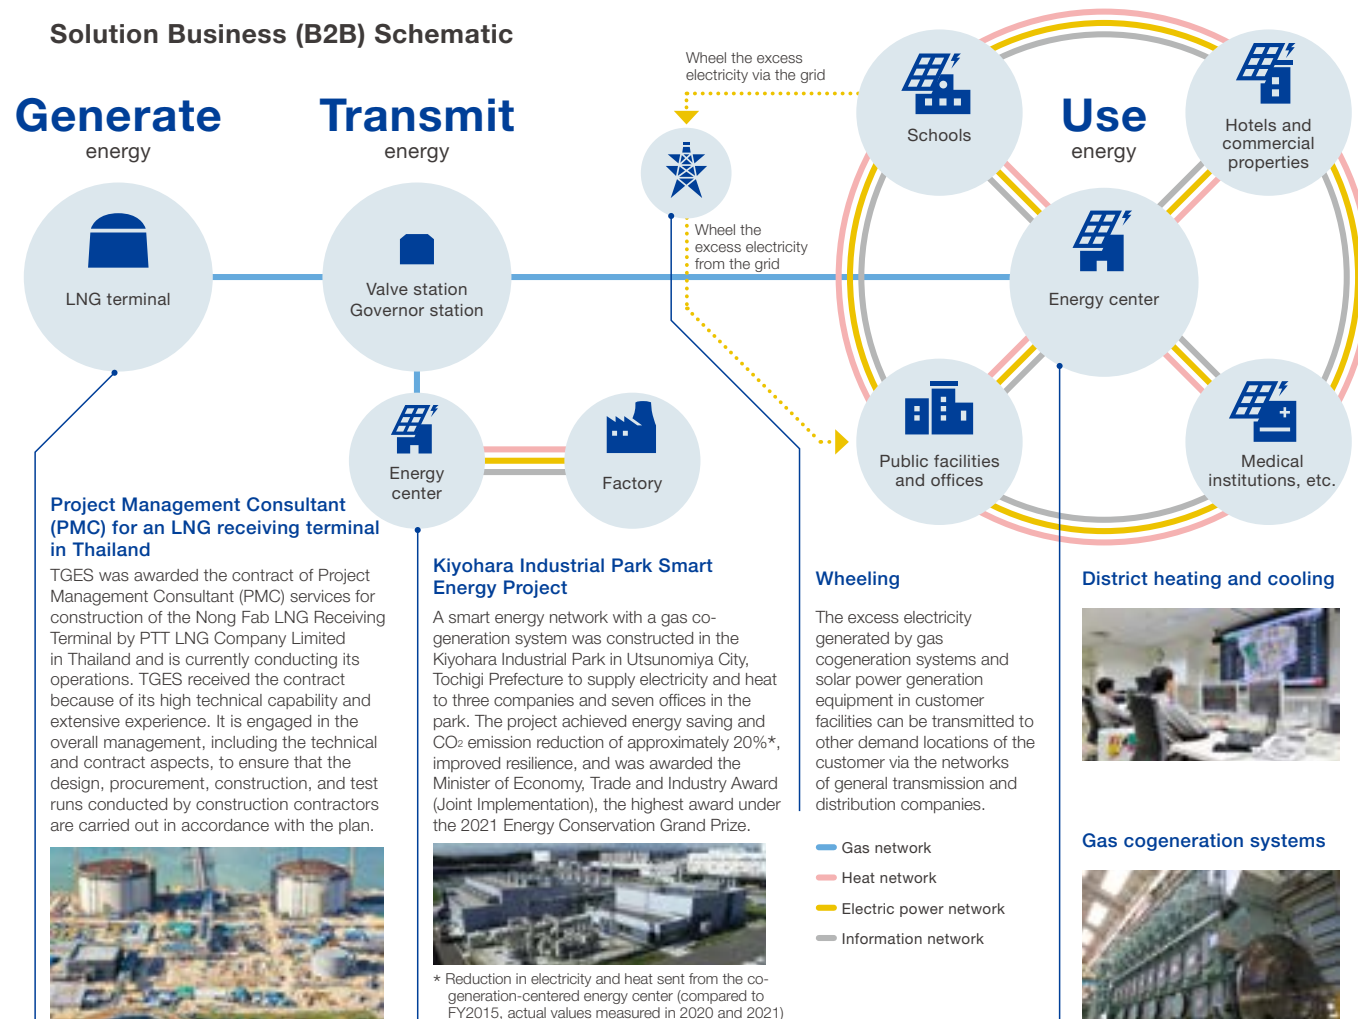 Solution Business (B2B) Schematic
Generate
energy
Transmit
energy
Use
energy
Wheel the excess
electricity via the grid
Wheel the
excess electricity
from the grid
LNG terminal
Valve station
Governor station
Energy
center
Factory
Schools
Hotels and
commercial
properties
Energy center
Public facilities
and offices
Medical
institutions, etc.
Project Management Consultant
(PMC) for an LNG receiving terminal
in Thailand
TGES was awarded the contract of Project
Management Consultant (PMC) services for
construction of the Nong Fab LNG Receiving
Terminal by PTT LNG Company Limited
in Thailand and is currently conducting its
operations. TGES received the contract
because of its high technical capability and
extensive experience. It is engaged in the
overall management, including the technical
and contract aspects, to ensure that the
design, procurement, construction, and test
runs conducted by construction contractors
are carried out in accordance with the plan.
Kiyohara Industrial Park Smart
Energy Project
A smart energy network with a gas co-
generation system was constructed in the
Kiyohara Industrial Park in Utsunomiya City,
Tochigi Prefecture to supply electricity and heat
to three companies and seven offices in the
park. The project achieved energy saving and
CO2 emission reduction of approximately 20%*,
improved resilience, and was awarded the
Minister of Economy, Trade and Industry Award
(Joint Implementation), the highest award under
the 2021 Energy Conservation Grand Prize.
* Reduction in electricity and heat sent from the co-
generation-centered energy center (compared to
FY2015, actual values measured in 2020 and 2021)
Wheeling
The excess electricity
generated by gas
cogeneration systems and
solar power generation
equipment in customer
facilities can be transmitted to
other demand locations of the
customer via the networks
of general transmission and
distribution companies.
Gas network
Heat network
Electric power network
Information network
District heating and cooling
Gas cogeneration systems